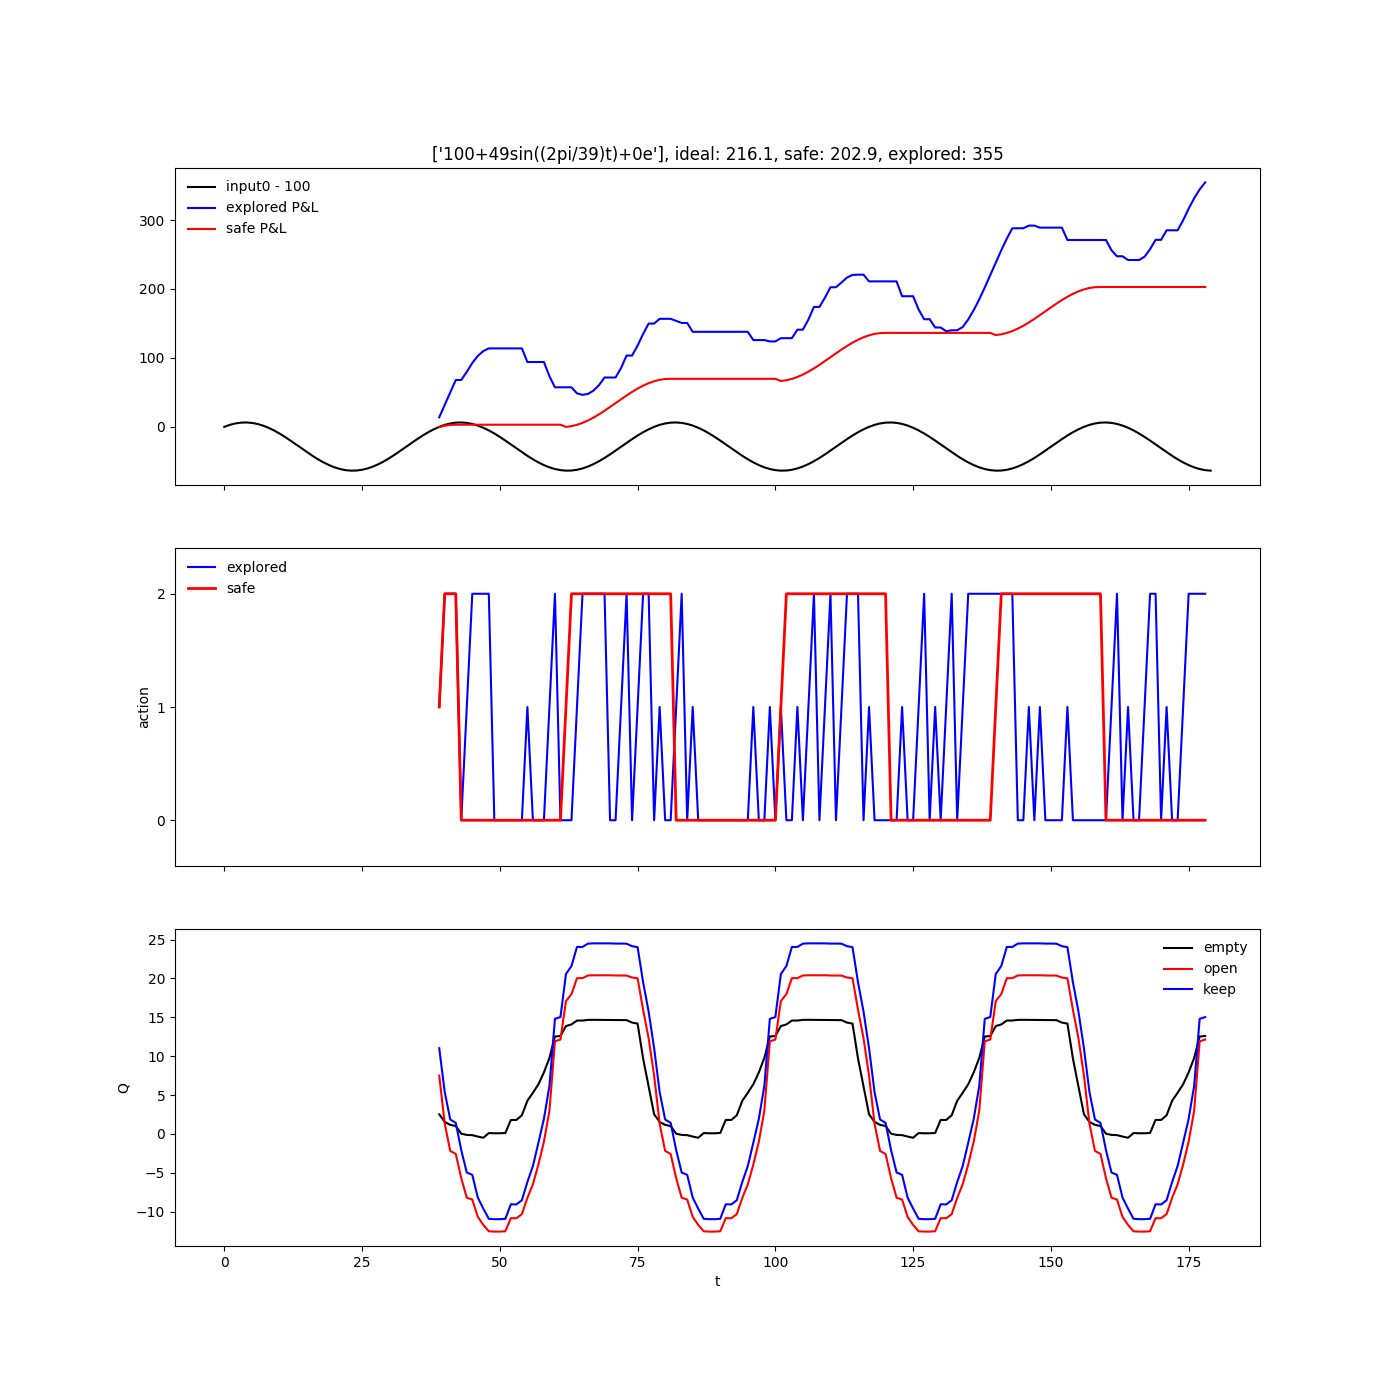 ['100+49sin((2pi/39)t)+0e'], ideal: 216.1, safe: 202.9, explored: 355
input0 - 100
explored P&L
safe P&L
300
200
100
0
explored
safe
2
1
0
action
empty
open
keep
25
20
15
10
5
0
−5
−10
Q
0 25 50 75 100 125 150 175
t